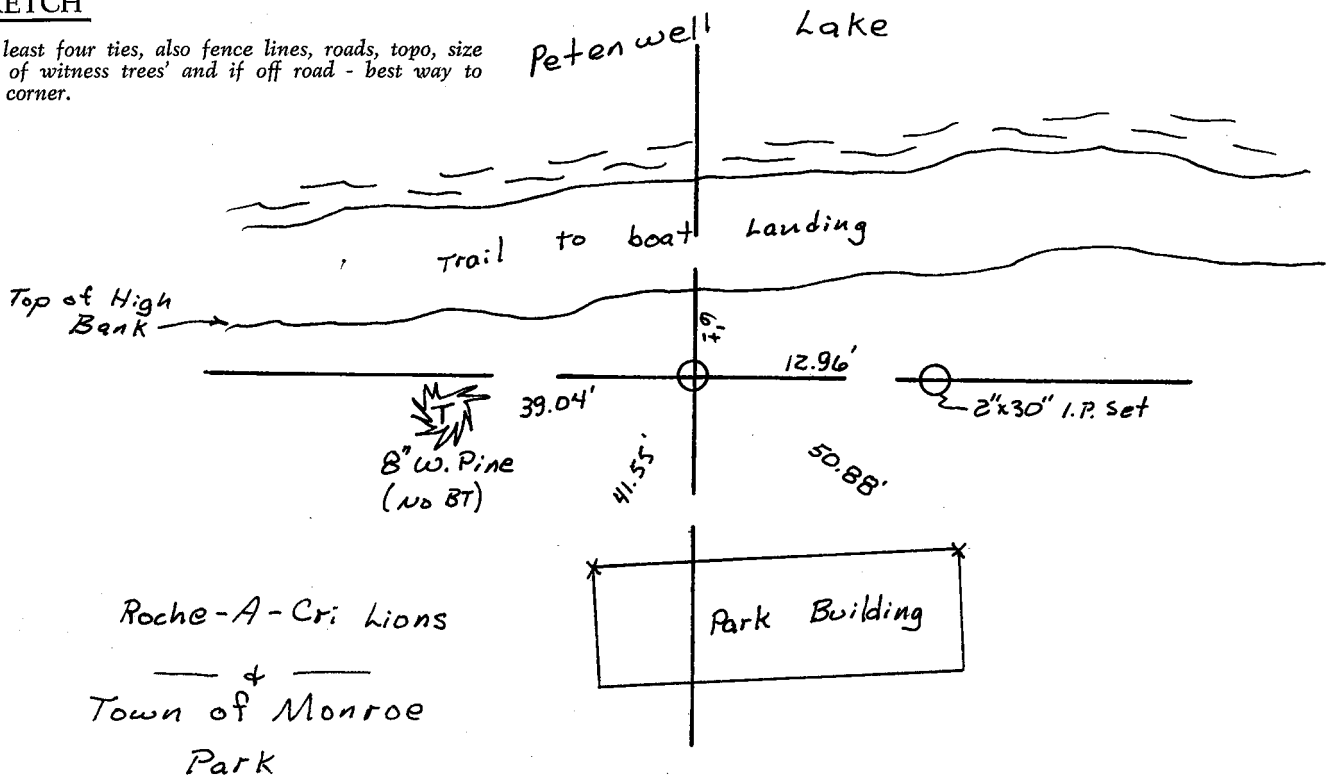 least four ties, also fence lines, roads, topo, size
of witness trees' and if off road - best way to
corner.
Petenwell Lake
Trail to boat Landing
Top of High
Bank
12.96'
39.04'
2"x30" I.P. Set
T
8" W. Pine
(No BT)
41.55'
50.88'
Park Building
Roche-A-Cri Lions
&
Town of Monroe
Park